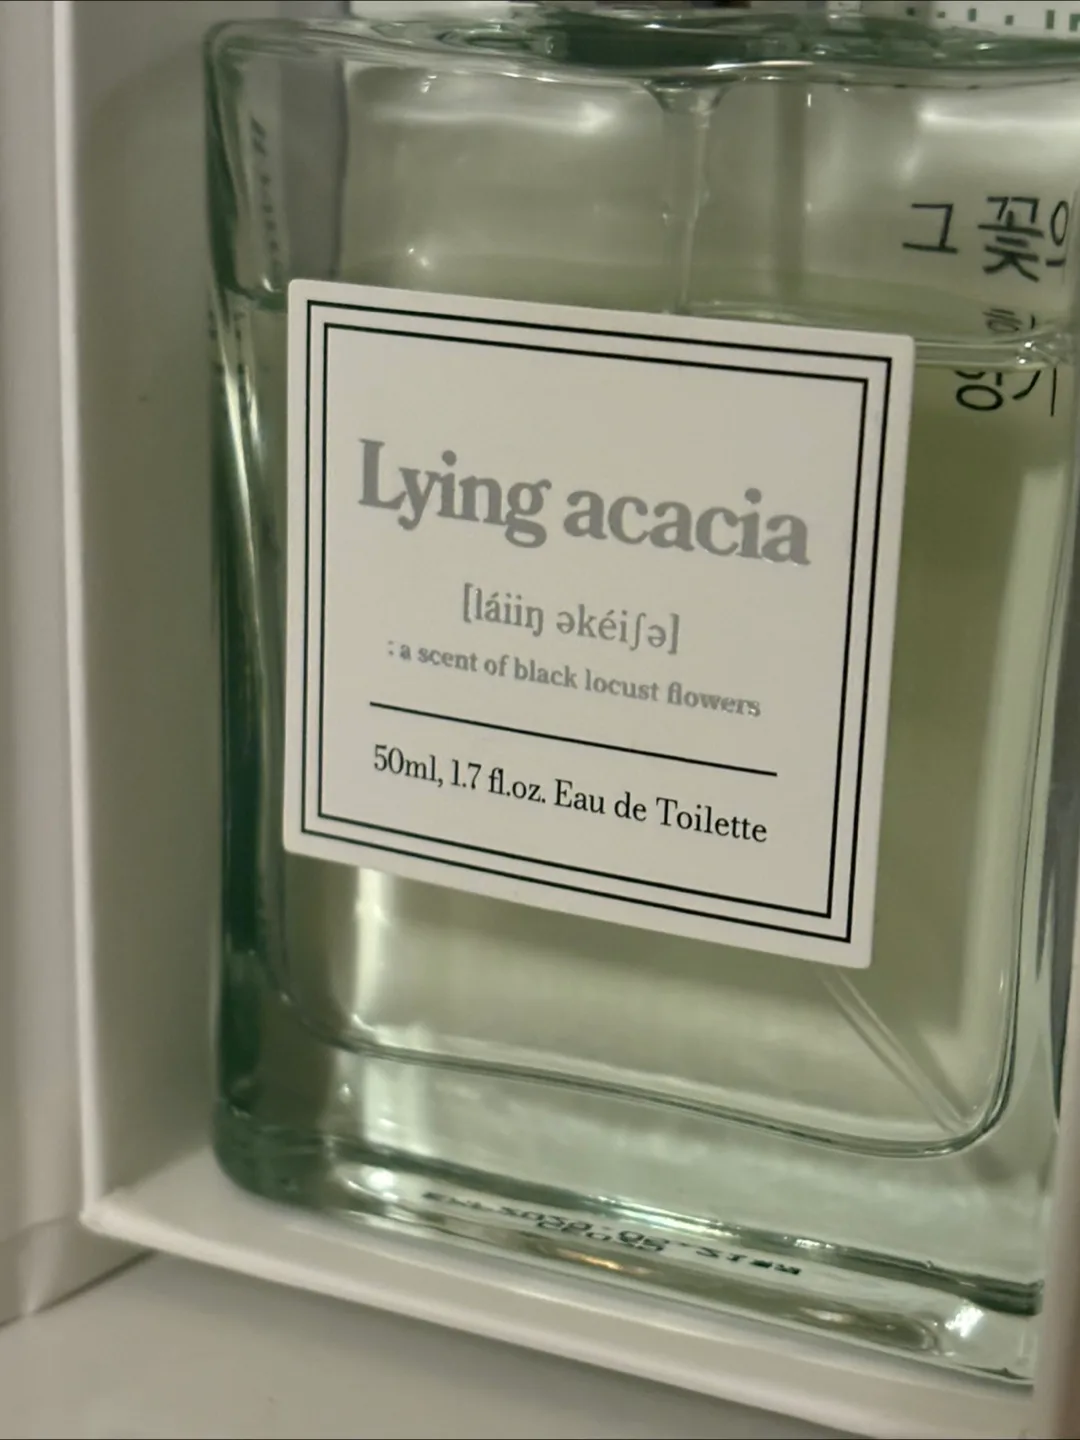 그 꽃의
향기
Lying acacia
[láiiŋ əkéiʃə]
: a scent of black locust flowers
50ml, 1.7 fl.oz. Eau de Toilette